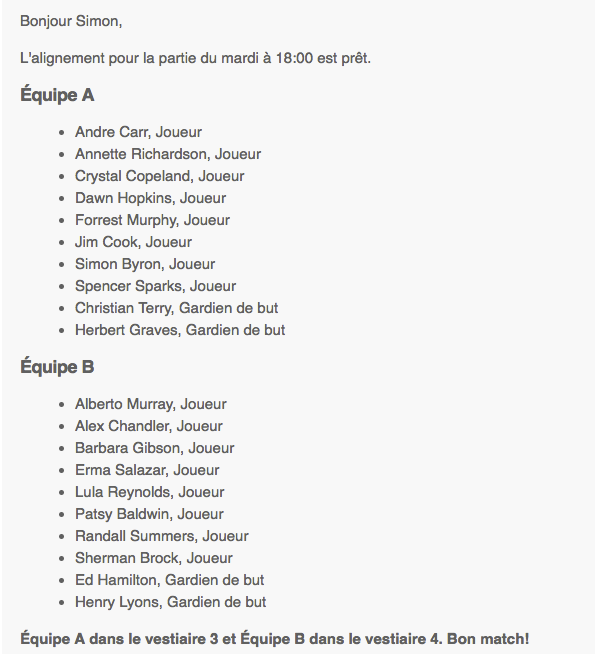 Bonjour Simon,
L'alignement pour la partie du mardi à 18:00 est prêt.
Équipe A
• Andre Carr, Joueur
• Annette Richardson, Joueur
• Crystal Copeland, Joueur
• Dawn Hopkins, Joueur
• Forrest Murphy, Joueur
• Jim Cook, Joueur
• Simon Byron, Joueur
• Spencer Sparks, Joueur
• Christian Terry, Gardien de but
• Herbert Graves, Gardien de but
Équipe B
• Alberto Murray, Joueur
• Alex Chandler, Joueur
• Barbara Gibson, Joueur
• Erma Salazar, Joueur
• Lula Reynolds, Joueur
• Patsy Baldwin, Joueur
• Randall Summers, Joueur
• Sherman Brock, Joueur
• Ed Hamilton, Gardien de but
• Henry Lyons, Gardien de but
Équipe A dans le vestiaire 3 et Équipe B dans le vestiaire 4. Bon match!